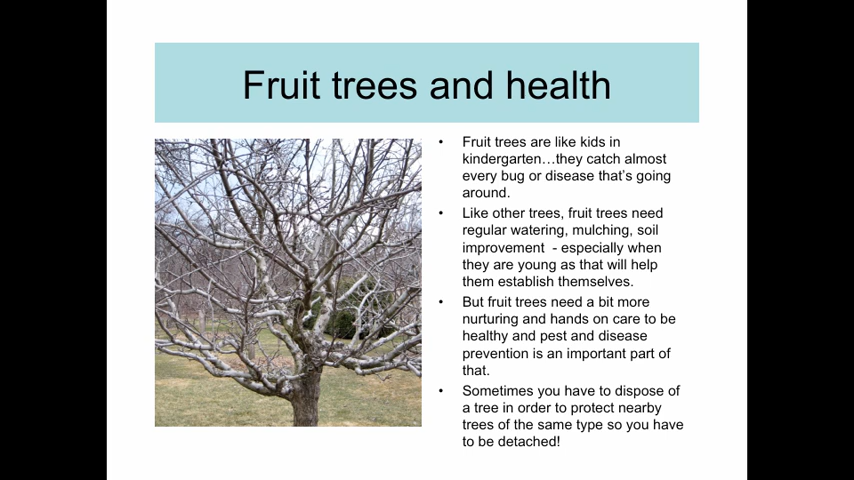 Fruit trees and health
• Fruit trees are like kids in
kindergarten…they catch almost
every bug or disease that's going
around.
• Like other trees, fruit trees need
regular watering, mulching, soil
improvement  - especially when
they are young as that will help
them establish themselves.
• But fruit trees need a bit more
nurturing and hands on care to be
healthy and pest and disease
prevention is an important part of
that.
• Sometimes you have to dispose of
a tree in order to protect nearby
trees of the same type so you have
to be detached!